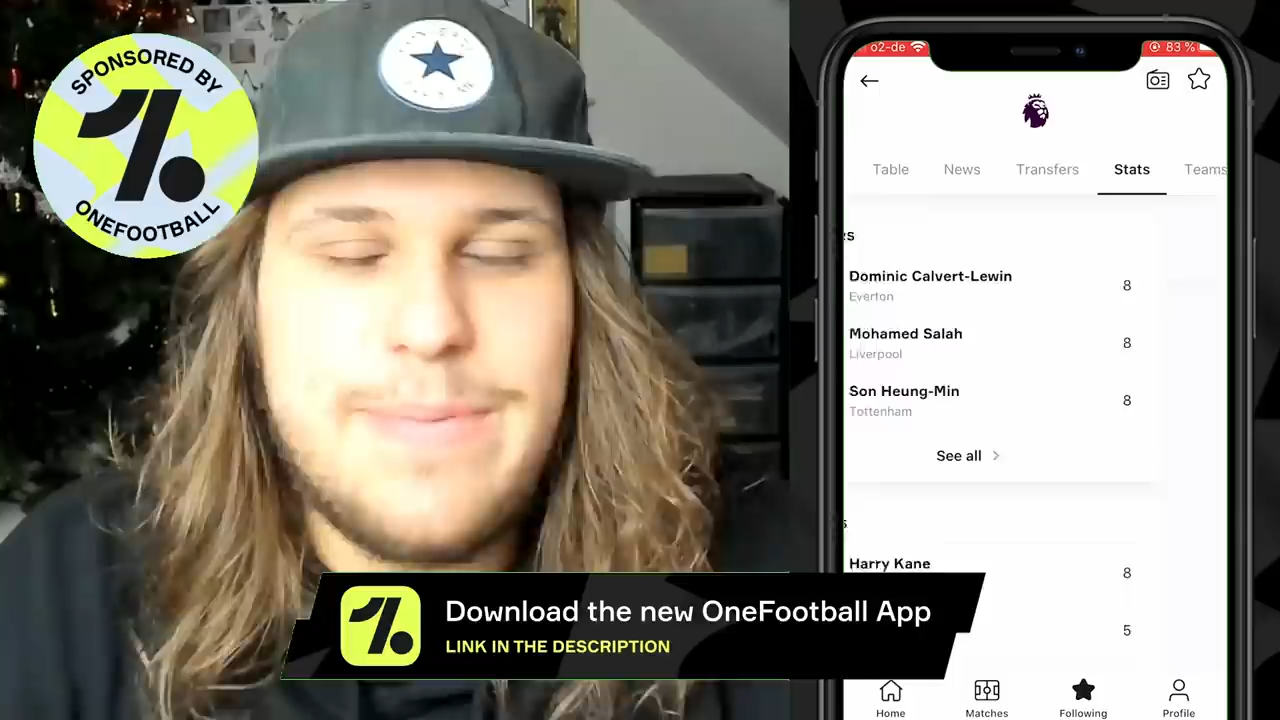 SPONSORED BY
ONEFOOTBALL
o2-de
83 %
Table News Transfers Stats Teams
Dominic Calvert-Lewin
8
Everton
Mohamed Salah
8
Liverpool
Son Heung-Min
8
Tottenham
See all
Harry Kane
8
5
Download the new OneFootball App
LINK IN THE DESCRIPTION
Home Matches Following Profile